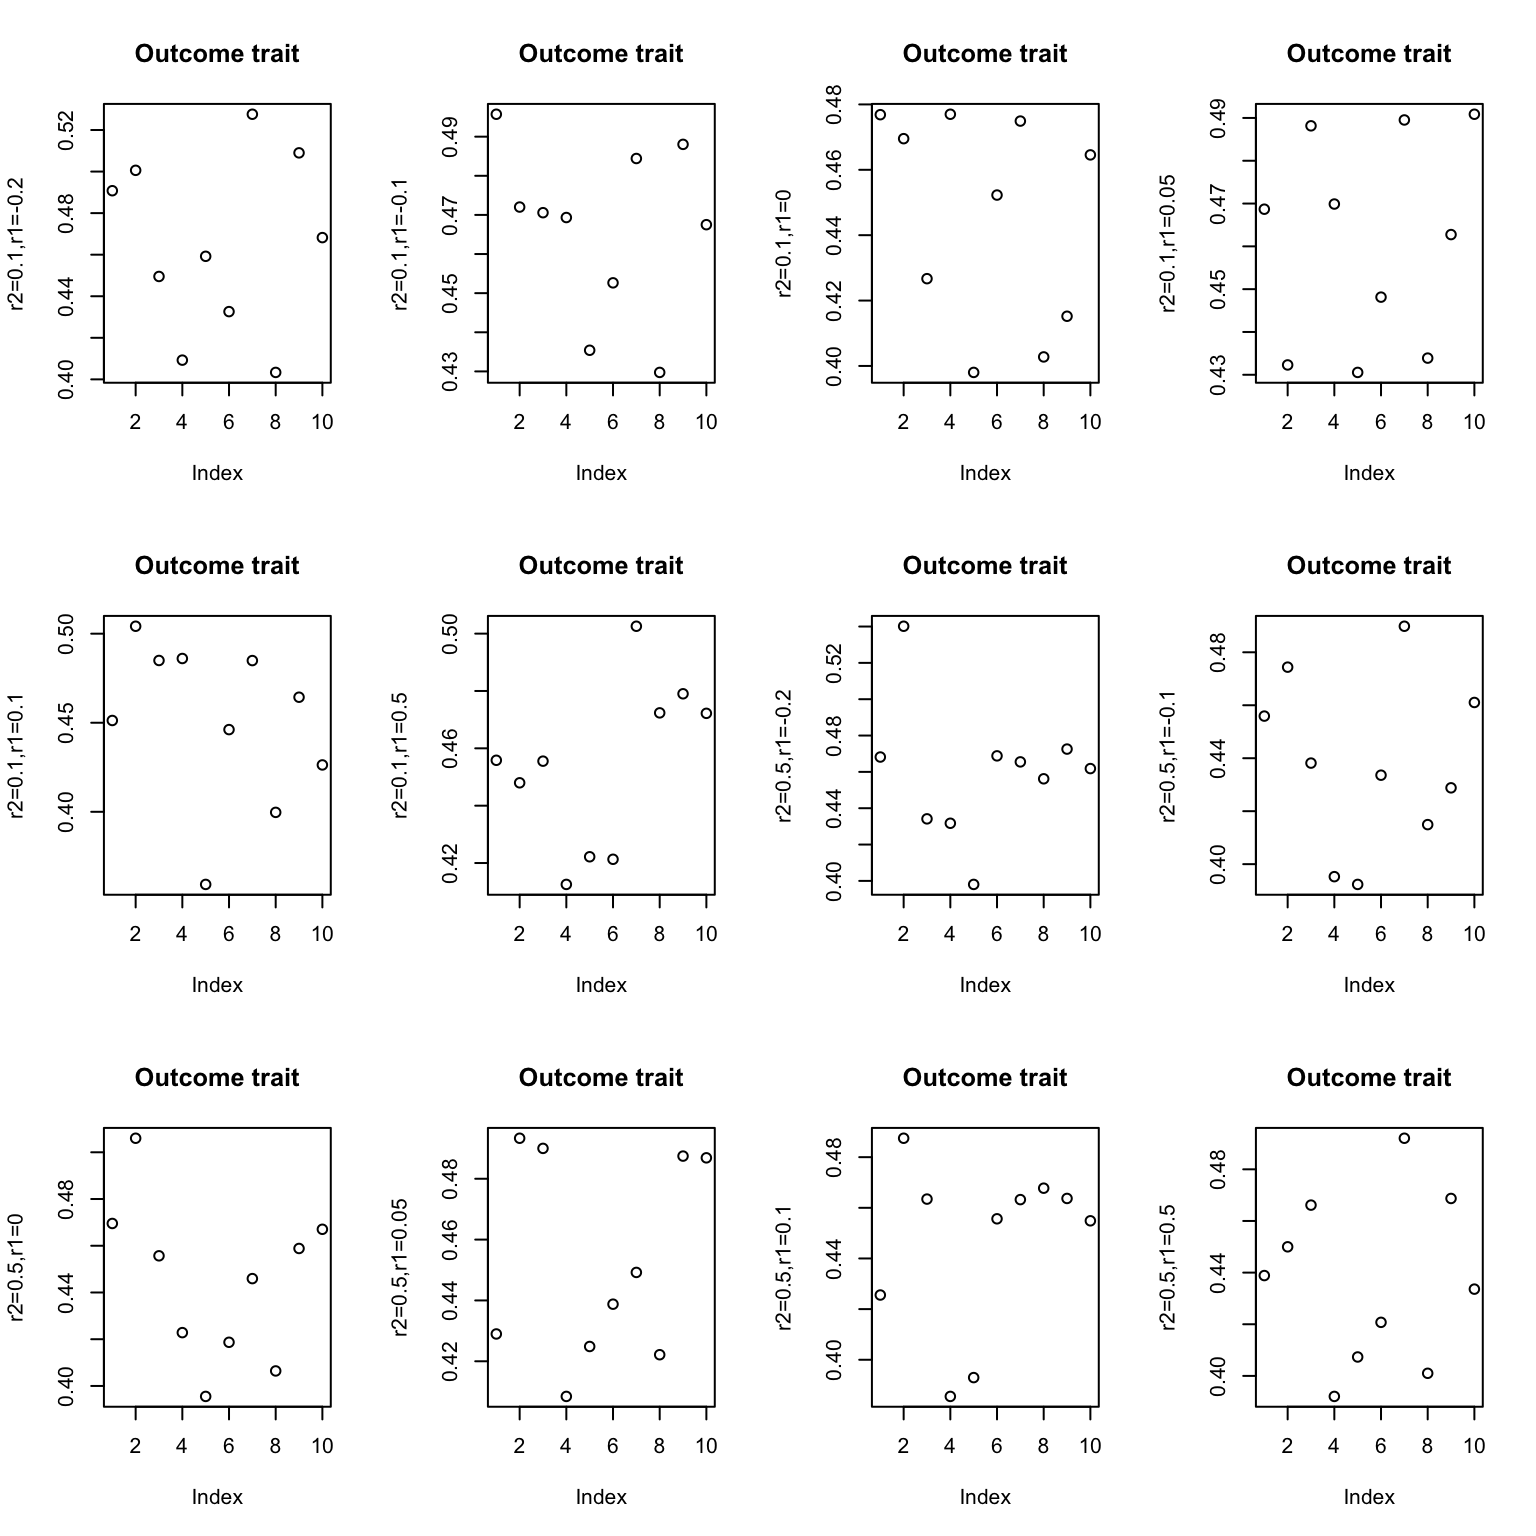 Outcome trait
r2=0.1,r1=-0.2
0.40 0.44 0.48 0.52
2 4 6 8 10
Index
Outcome trait
r2=0.1,r1=-0.1
0.43 0.45 0.47 0.49
2 4 6 8 10
Index
Outcome trait
r2=0.1,r1=0
0.40 0.42 0.44 0.46 0.48
2 4 6 8 10
Index
Outcome trait
r2=0.1,r1=0.05
0.43 0.45 0.47 0.49
2 4 6 8 10
Index
Outcome trait
r2=0.1,r1=0.1
0.40 0.45 0.50
2 4 6 8 10
Index
Outcome trait
r2=0.1,r1=0.5
0.42 0.46 0.50
2 4 6 8 10
Index
Outcome trait
r2=0.5,r1=-0.2
0.40 0.44 0.48 0.52
2 4 6 8 10
Index
Outcome trait
r2=0.5,r1=-0.1
0.40 0.44 0.48
2 4 6 8 10
Index
Outcome trait
r2=0.5,r1=0
0.40 0.44 0.48
2 4 6 8 10
Index
Outcome trait
r2=0.5,r1=0.05
0.42 0.44 0.46 0.48
2 4 6 8 10
Index
Outcome trait
r2=0.5,r1=0.1
0.40 0.44 0.48
2 4 6 8 10
Index
Outcome trait
r2=0.5,r1=0.5
0.40 0.44 0.48
2 4 6 8 10
Index